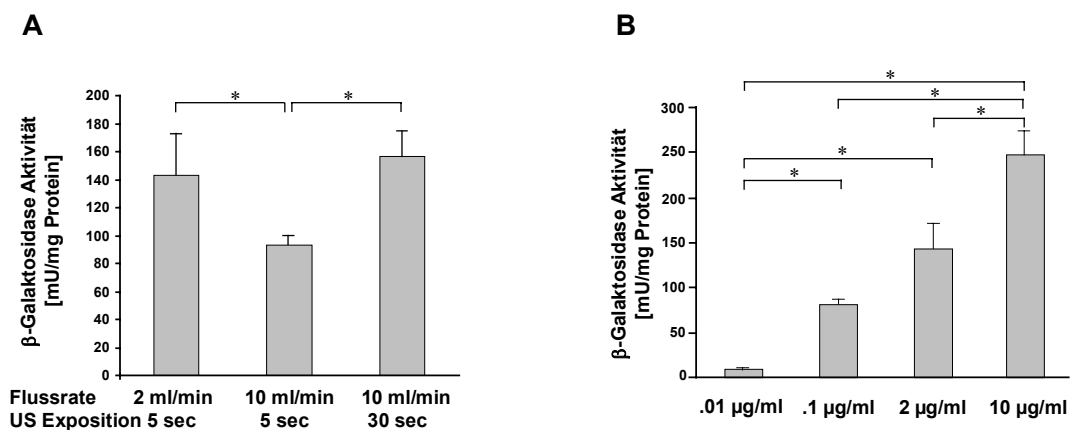 A
β-Galaktosidase Aktivität
[mU/mg Protein]
200
180
160
140
120
100
80
60
40
20
0
* *
Flussrate 2 ml/min 10 ml/min 10 ml/min
US Exposition 5 sec 5 sec 30 sec
B
β-Galaktosidase Aktivität
[mU/mg Protein]
300
250
200
150
100
50
0
*
*
*
*
*
.01 µg/ml .1 µg/ml 2 µg/ml 10 µg/ml